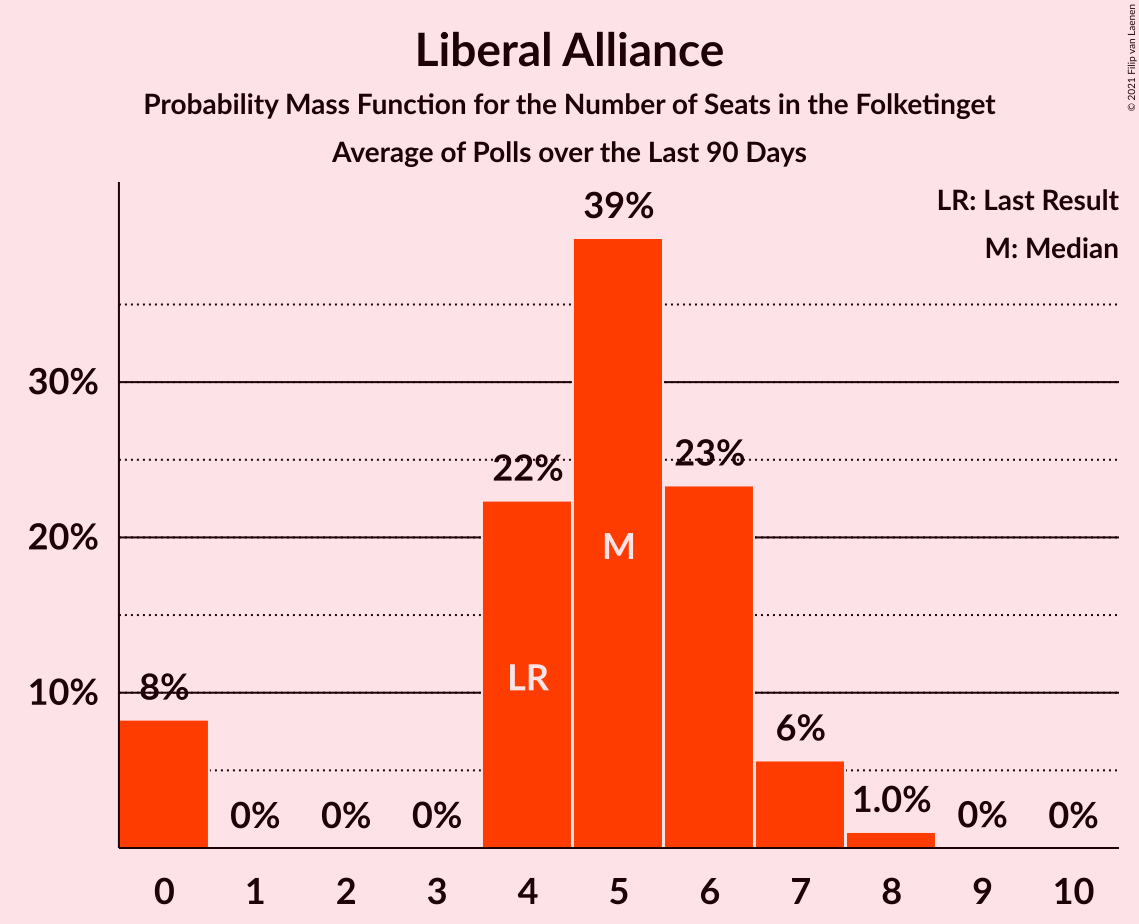 Liberal Alliance
Probability Mass Function for the Number of Seats in the Folketinget
Average of Polls over the Last 90 Days
© 2021 Filip van Laenen
LR: Last Result
M: Median
39%
30%
22%
23%
20%
M
LR
10%
8%
6%
1.0%
0%
0%
0%
0%
0%
0 1 2 3 4 5 6 7 8 9 10